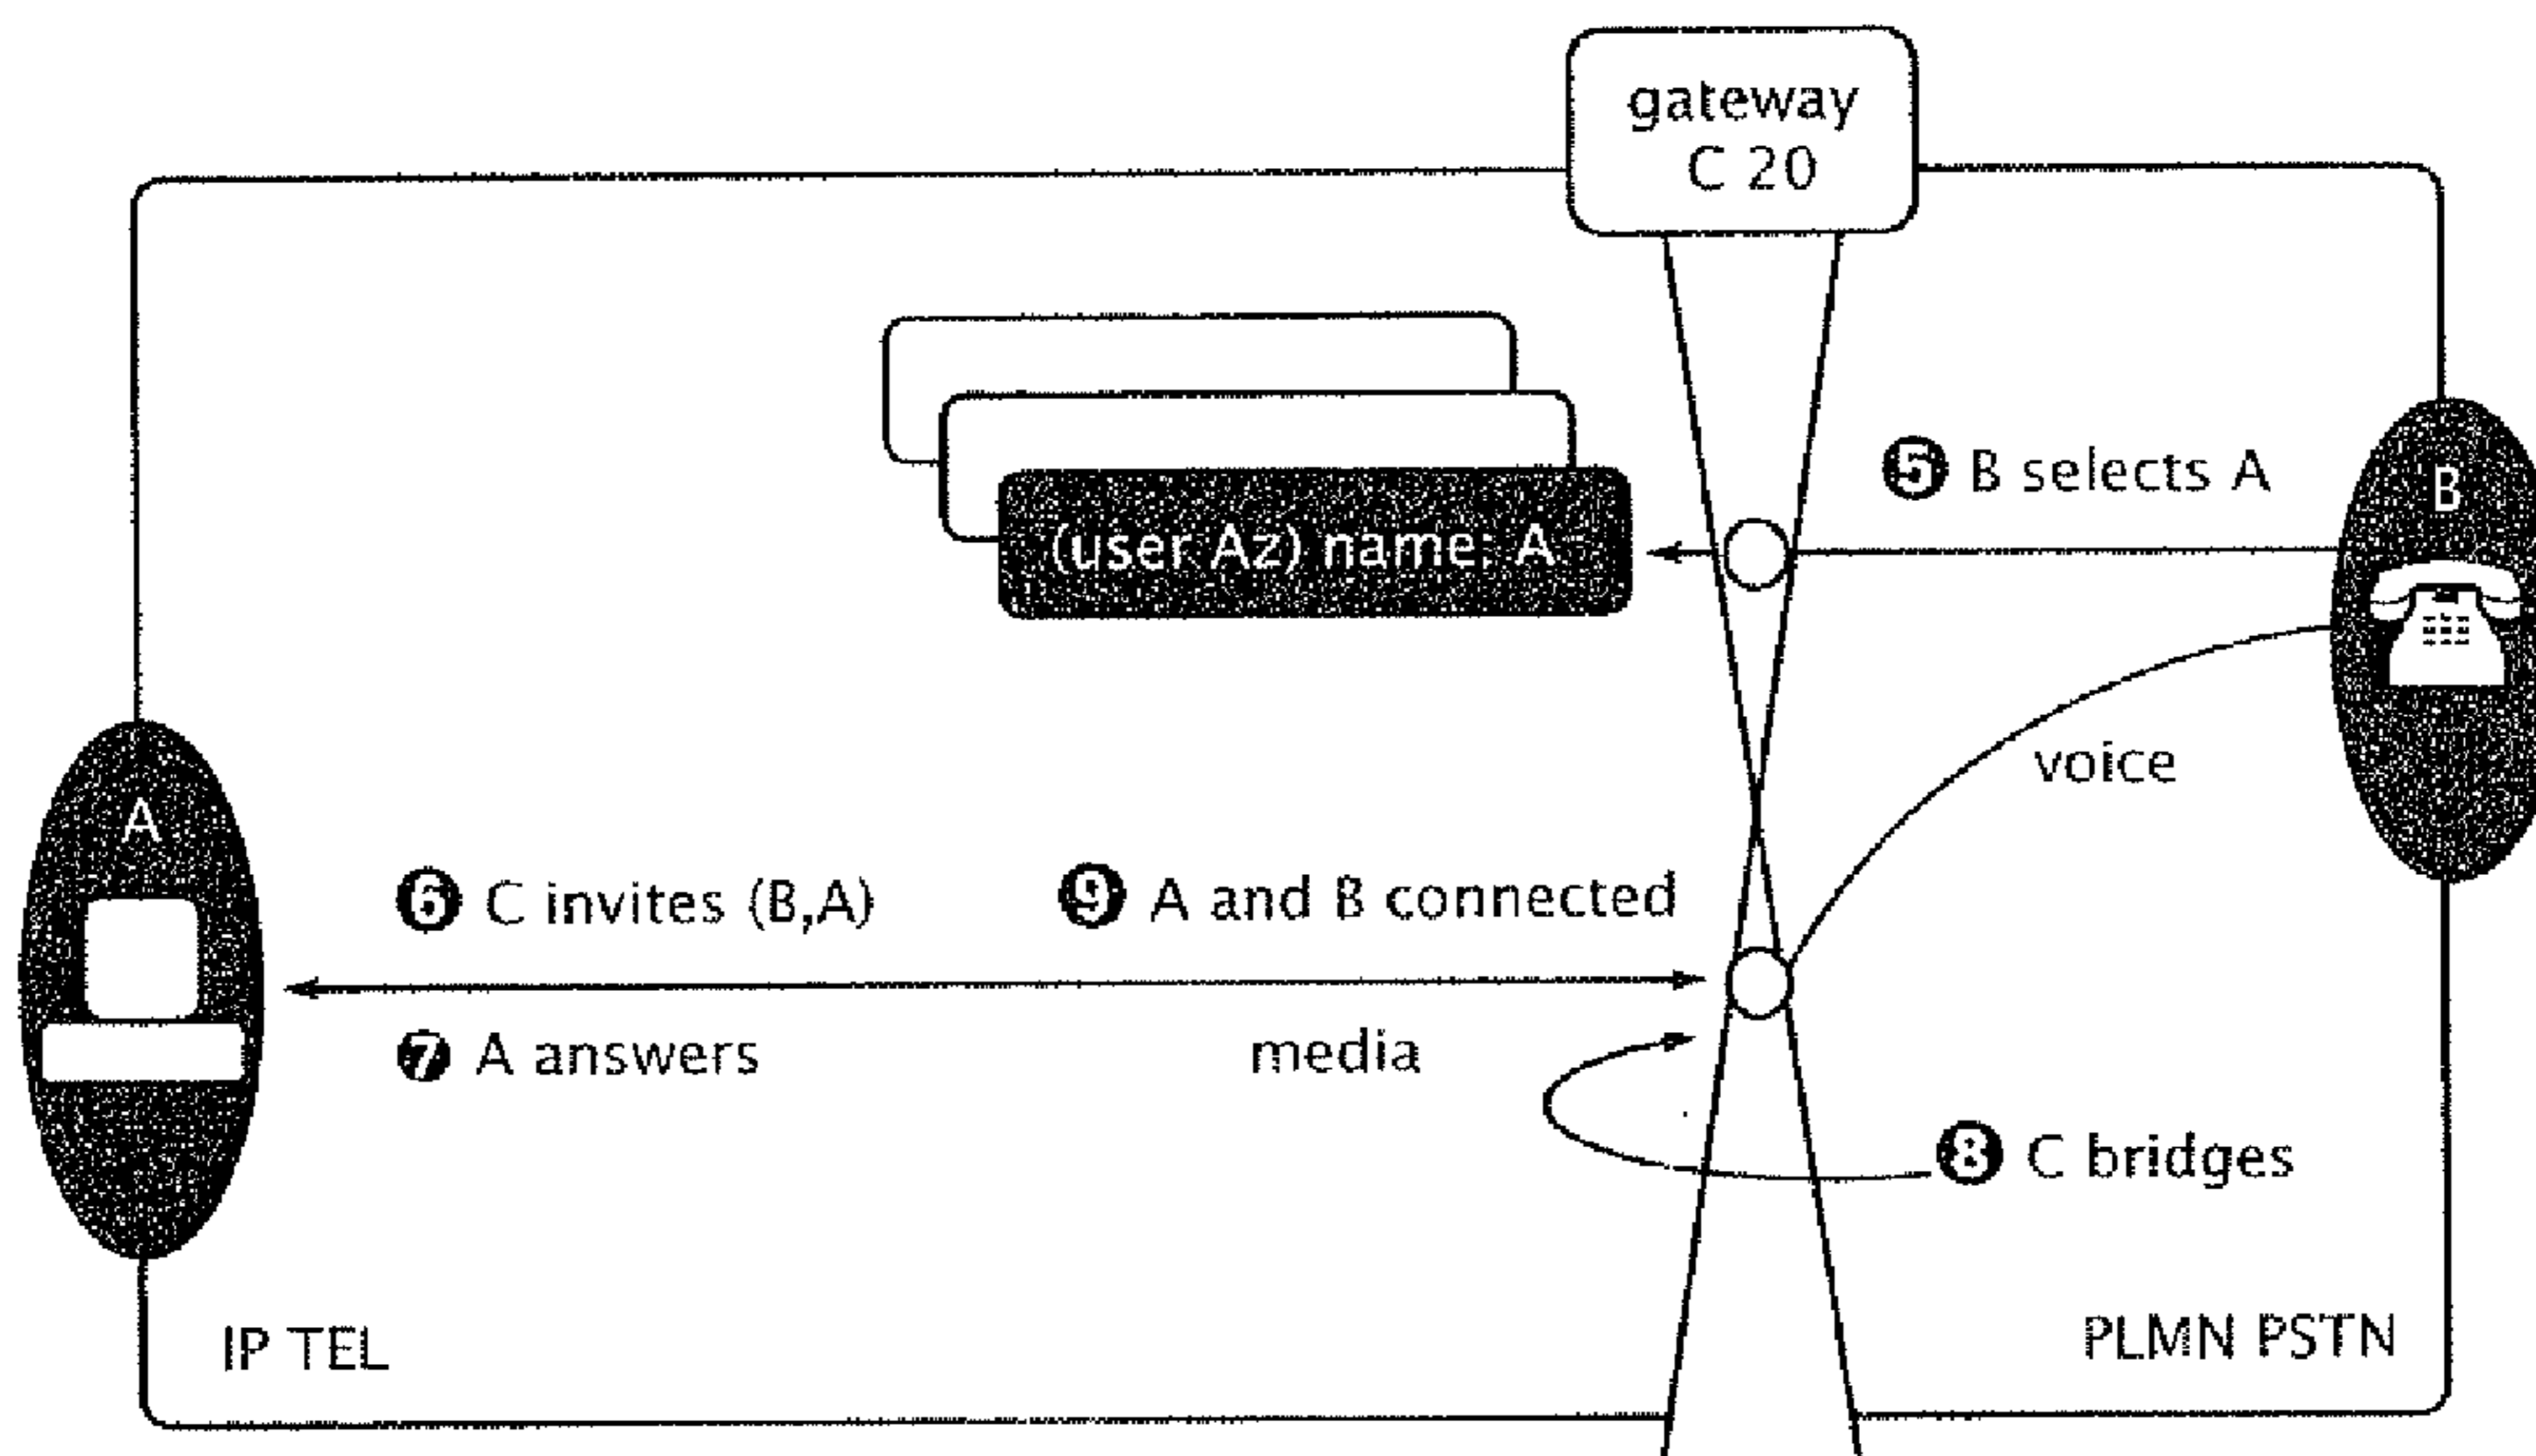 gateway
C 20
5 B selects A
B
(user Az) name: A
voice
A
6 C invites (B,A)
9 A and B connected
7 A answers
media
8 C bridges
IP TEL
PLMN PSTN